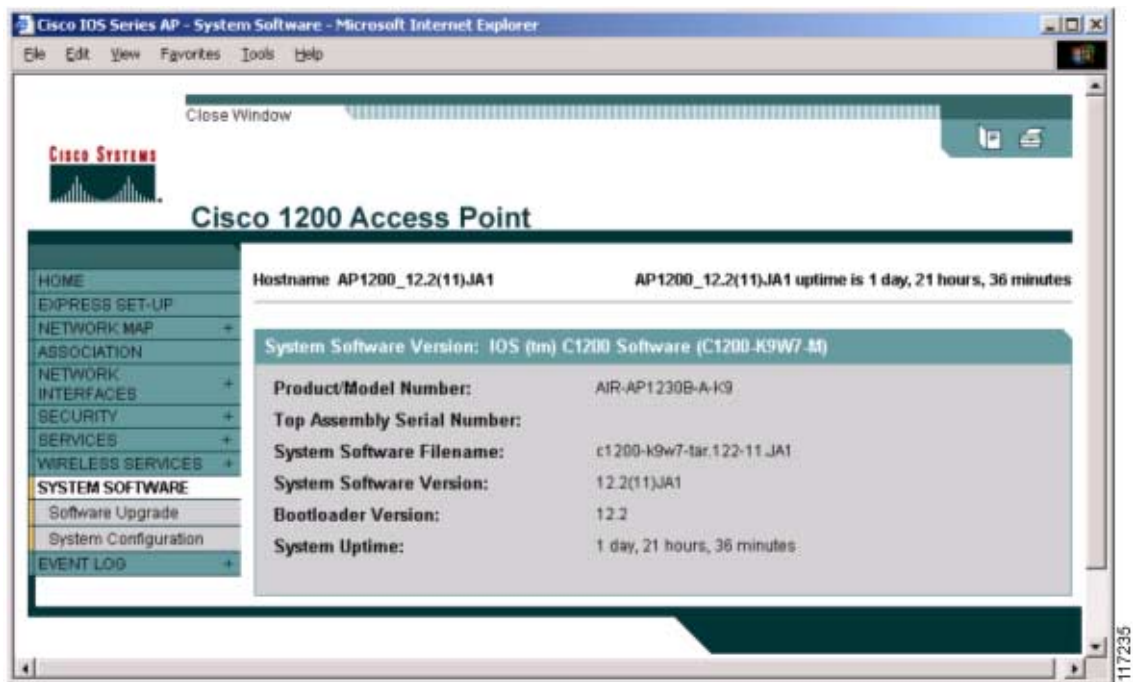 Cisco IOS Series AP - System Software - Microsoft Internet Explorer
File Edit View Favorites Tools Help
Close Window
CISCO SYSTEMS
Cisco 1200 Access Point
Hostname AP1200_12.2(11)JA1
AP1200_12.2(11)JA1 uptime is 1 day, 21 hours, 36 minutes
HOME
EXPRESS SET-UP
NETWORK MAP +
ASSOCIATION
NETWORK
INTERFACES +
SECURITY +
SERVICES +
WIRELESS SERVICES +
SYSTEM SOFTWARE
Software Upgrade
System Configuration
EVENT LOG +
System Software Version: IOS (tm) C1200 Software (C1200-K9W7-M)
Product/Model Number: AIR-AP1230B-A-K9
Top Assembly Serial Number:
System Software Filename: c1200-k9w7-tar.122-11.JA1
System Software Version: 12.2(11)JA1
Bootloader Version: 12.2
System Uptime: 1 day, 21 hours, 36 minutes
117235